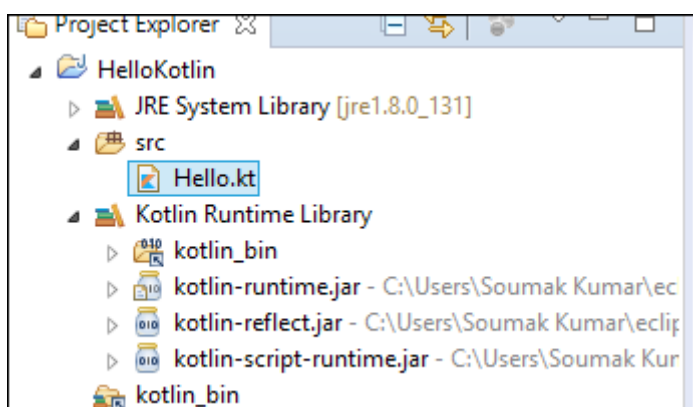 Project Explorer
HelloKotlin
JRE System Library [jre1.8.0_131]
src
Hello.kt
Kotlin Runtime Library
kotlin_bin
kotlin-runtime.jar - C:\Users\Soumak Kumar\ec
kotlin-reflect.jar - C:\Users\Soumak Kumar\eclip
kotlin-script-runtime.jar - C:\Users\Soumak Kur
kotlin_bin